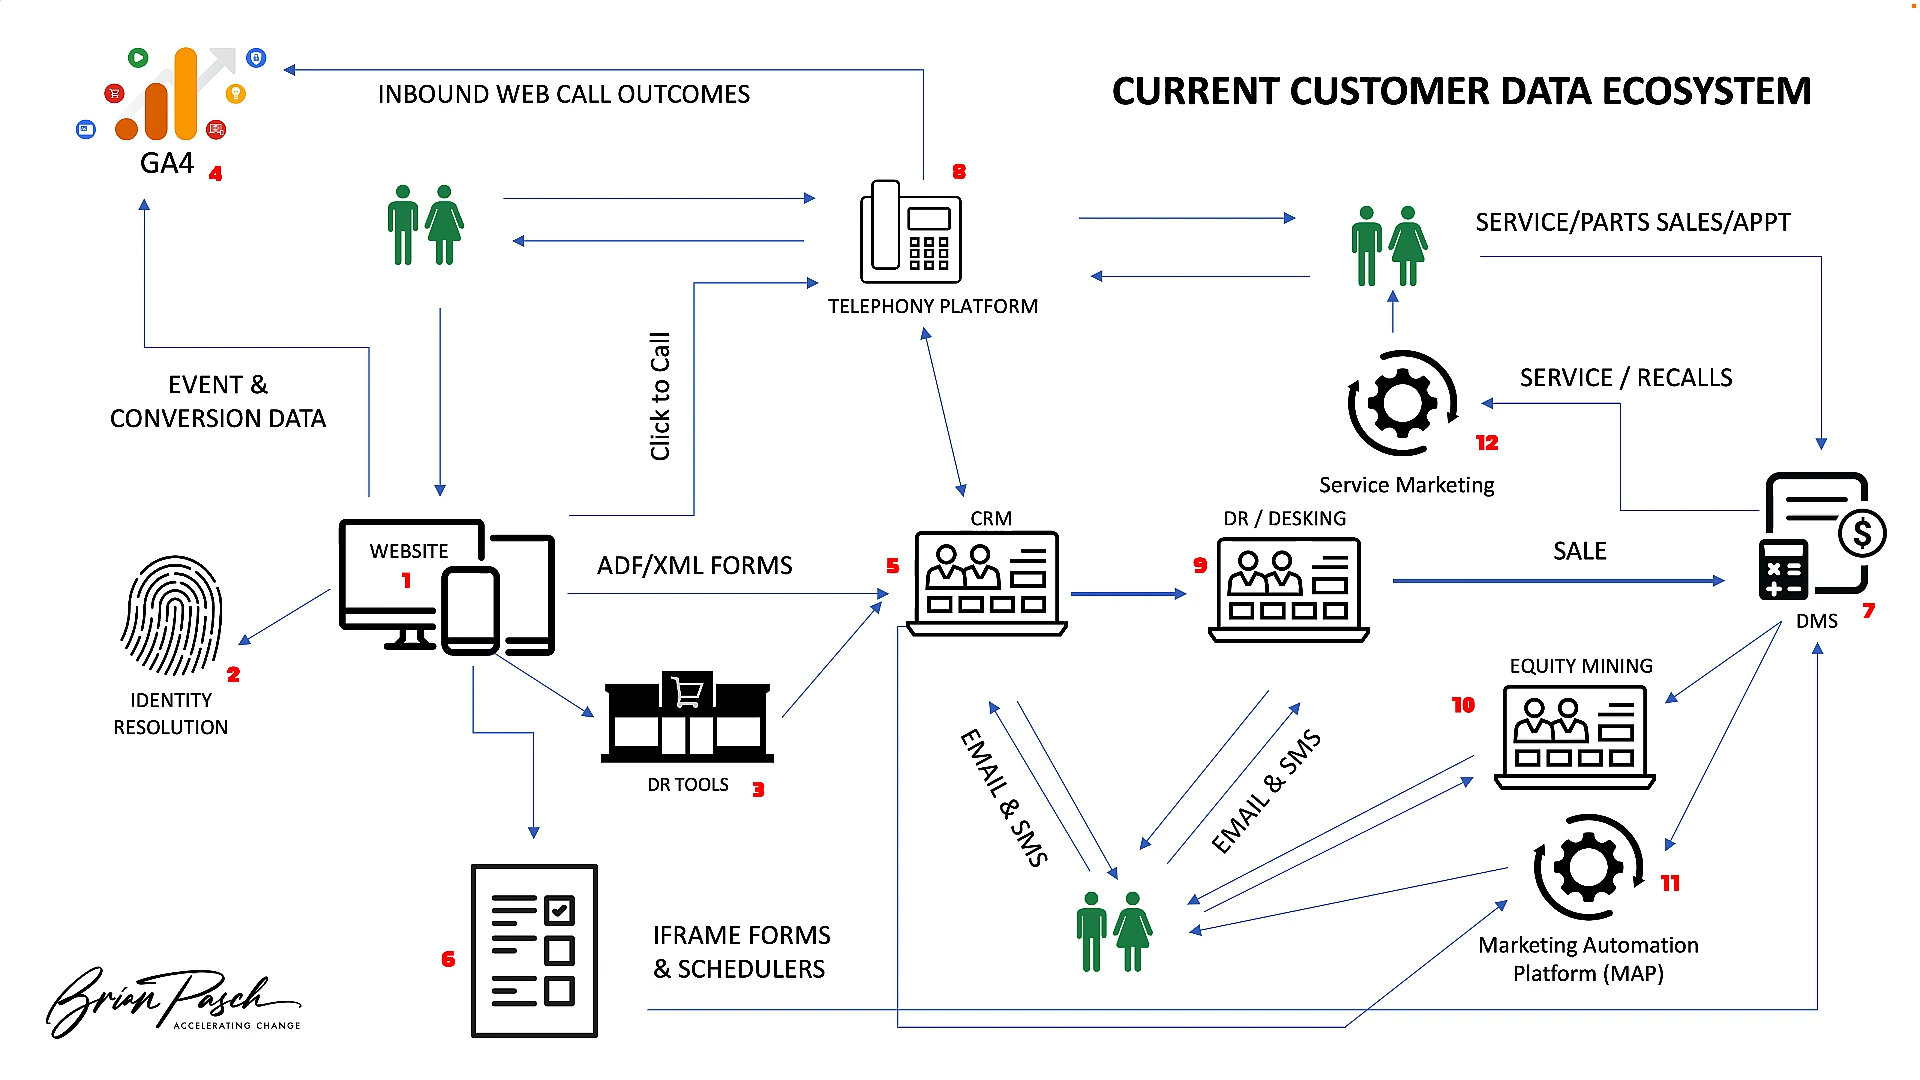 CURRENT CUSTOMER DATA ECOSYSTEM
INBOUND WEB CALL OUTCOMES
GA4
4
8
TELEPHONY PLATFORM
SERVICE/PARTS SALES/APPT
EVENT &
CONVERSION DATA
Click to Call
SERVICE / RECALLS
12
Service Marketing
WEBSITE
1
ADF/XML FORMS
CRM
5
DR / DESKING
9
SALE
$
DMS
7
2
IDENTITY
RESOLUTION
DR TOOLS
3
EMAIL & SMS
EMAIL & SMS
EQUITY MINING
10
11
Marketing Automation
Platform (MAP)
6
IFRAME FORMS
& SCHEDULERS
Brian Pasch
ACCELERATING CHANGE